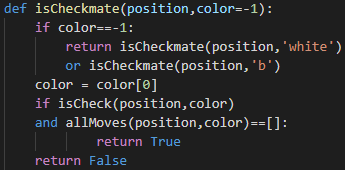 def isCheckmate(position,color=-1):
    if color==-1:
        return isCheckmate(position,'white')
        or isCheckmate(position,'b')
    color = color[0]
    if isCheck(position,color)
    and allMoves(position,color)==[]:
            return True
    return False